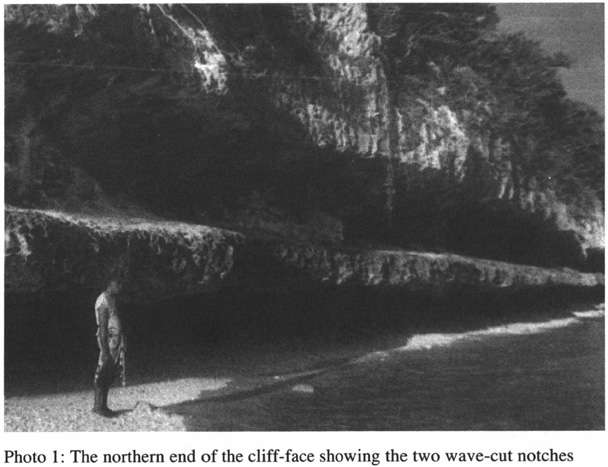 Photo 1: The northern end of the cliff-face showing the two wave-cut notches